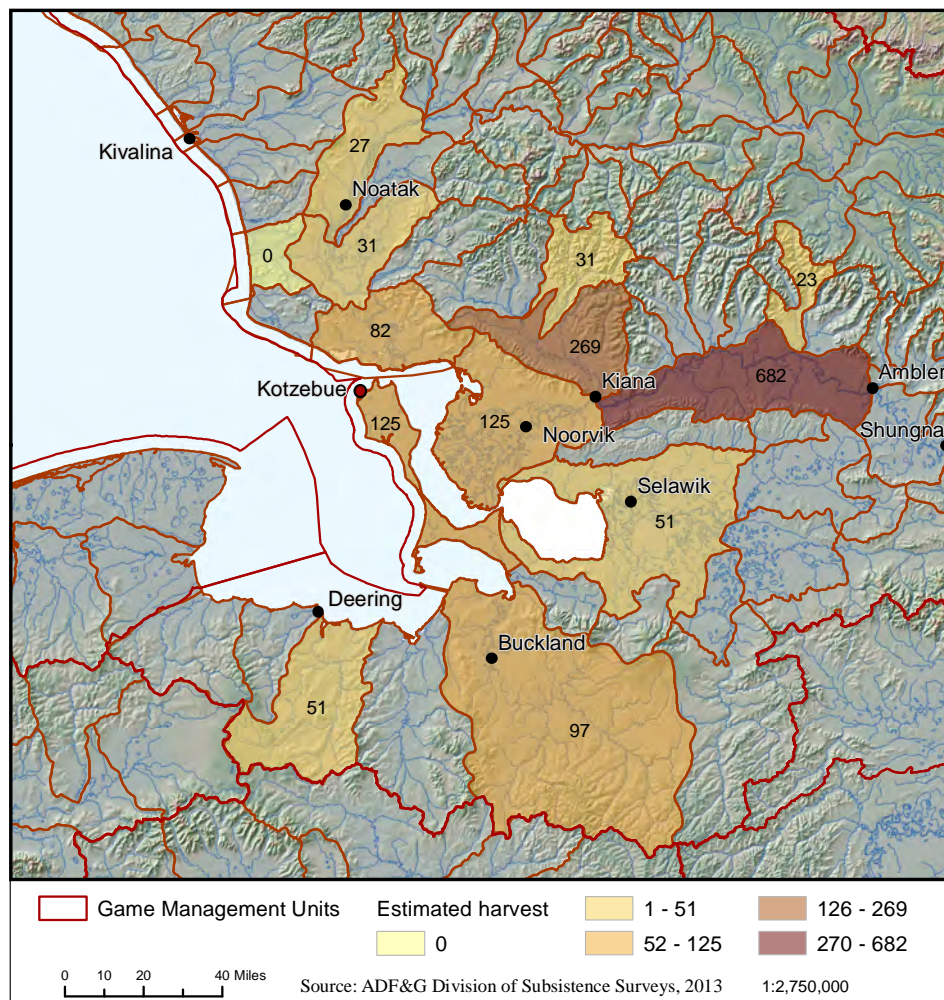 Kivalina
27
Noatak
0
31
31
23
82
269
682
Ambler
Kotzebue
Kiana
125
125
Noorvik
Shungna
Selawik
51
Deering
Buckland
51
97
Game Management Units
Estimated harvest
0
1 - 51
52 - 125
126 - 269
270 - 682
0 10 20 40 Miles
Source: ADF&G Division of Subsistence Surveys, 2013
1:2,750,000